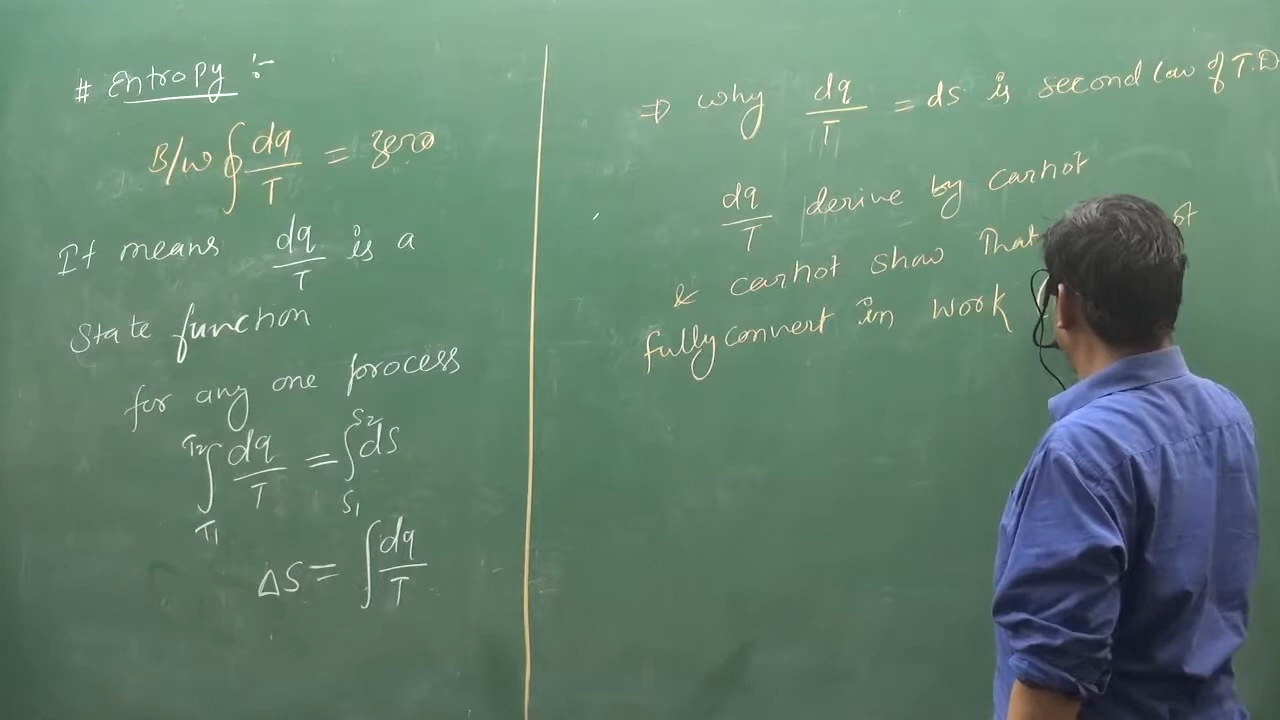 # Entropy :-
B/w ∮ dq/T = zero
It means dq/T is a
State function
for any one process
∫_{T1}^{T2} dq/T = ∫_{S1}^{S2} dS
ΔS = ∫ dq/T
⇒ why dq/T = ds is second law of T.D
dq/T derive by carnot
& carnot show That
fully convert in work